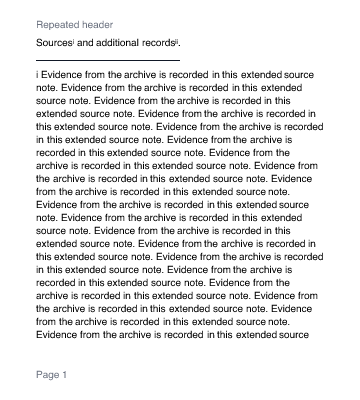 Repeated header
Sourcesⁱ and additional recordsⁱⁱ.
i Evidence from the archive is recorded in this extended source
note. Evidence from the archive is recorded in this extended
source note. Evidence from the archive is recorded in this
extended source note. Evidence from the archive is recorded in
this extended source note. Evidence from the archive is recorded
in this extended source note. Evidence from the archive is
recorded in this extended source note. Evidence from the
archive is recorded in this extended source note. Evidence from
the archive is recorded in this extended source note. Evidence
from the archive is recorded in this extended source note.
Evidence from the archive is recorded in this extended source
note. Evidence from the archive is recorded in this extended
source note. Evidence from the archive is recorded in this
extended source note. Evidence from the archive is recorded in
this extended source note. Evidence from the archive is recorded
in this extended source note. Evidence from the archive is
recorded in this extended source note. Evidence from the
archive is recorded in this extended source note. Evidence from
the archive is recorded in this extended source note. Evidence
from the archive is recorded in this extended source note.
Evidence from the archive is recorded in this extended source
Page 1